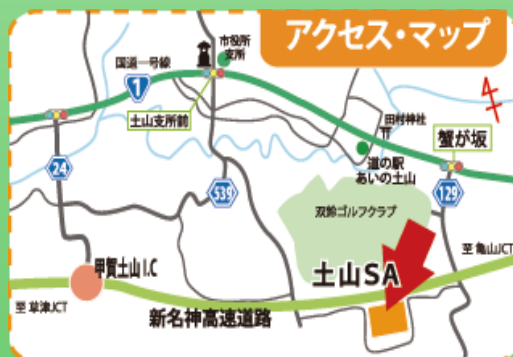 アクセス・マップ
市役所
支所
国道一号線
1
土山支所前
田村神社
蟹が坂
道の駅
あいの土山
24
539
129
双鈴ゴルフクラブ
至 亀山JCT
甲賀土山I.C
土山SA
至 草津JCT
新名神高速道路